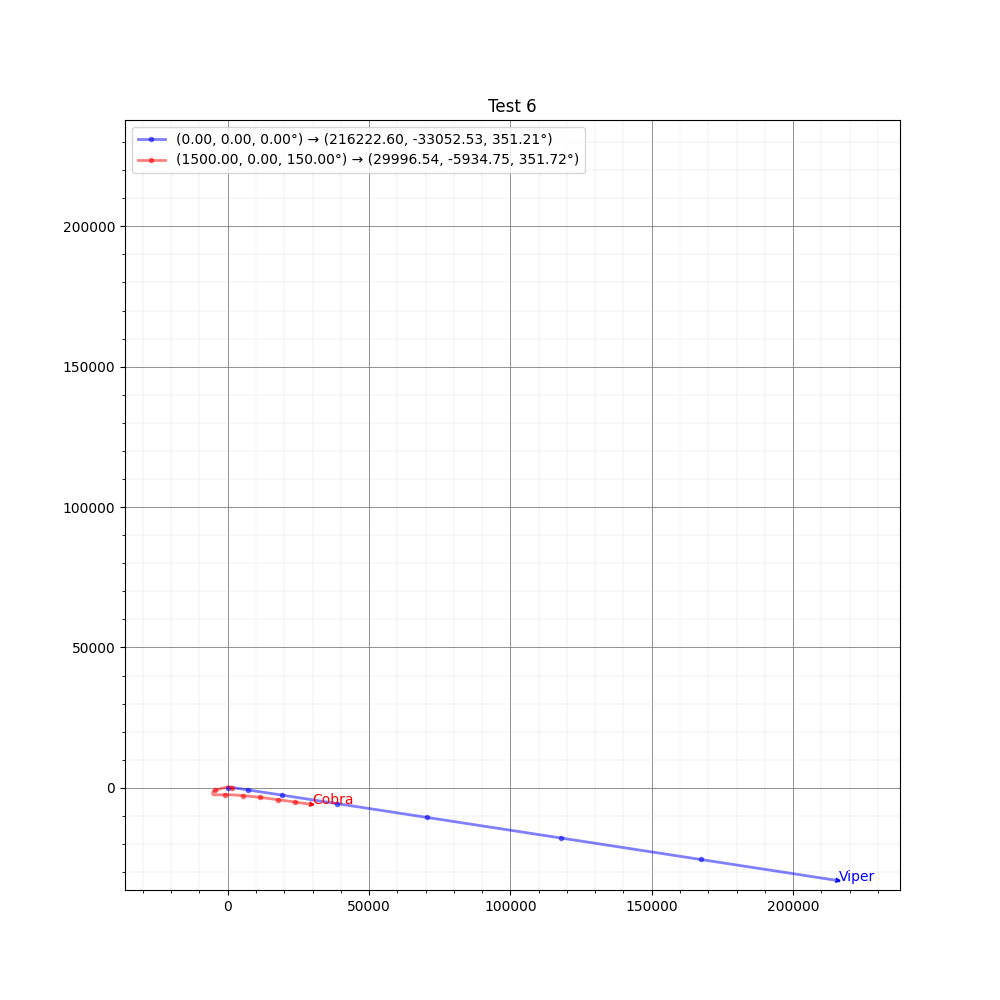 Test 6
(0.00, 0.00, 0.00°) → (216222.60, -33052.53, 351.21°)
(1500.00, 0.00, 150.00°) → (29996.54, -5934.75, 351.72°)
200000
150000
100000
50000
0
Cobra
Viper
0 50000 100000 150000 200000